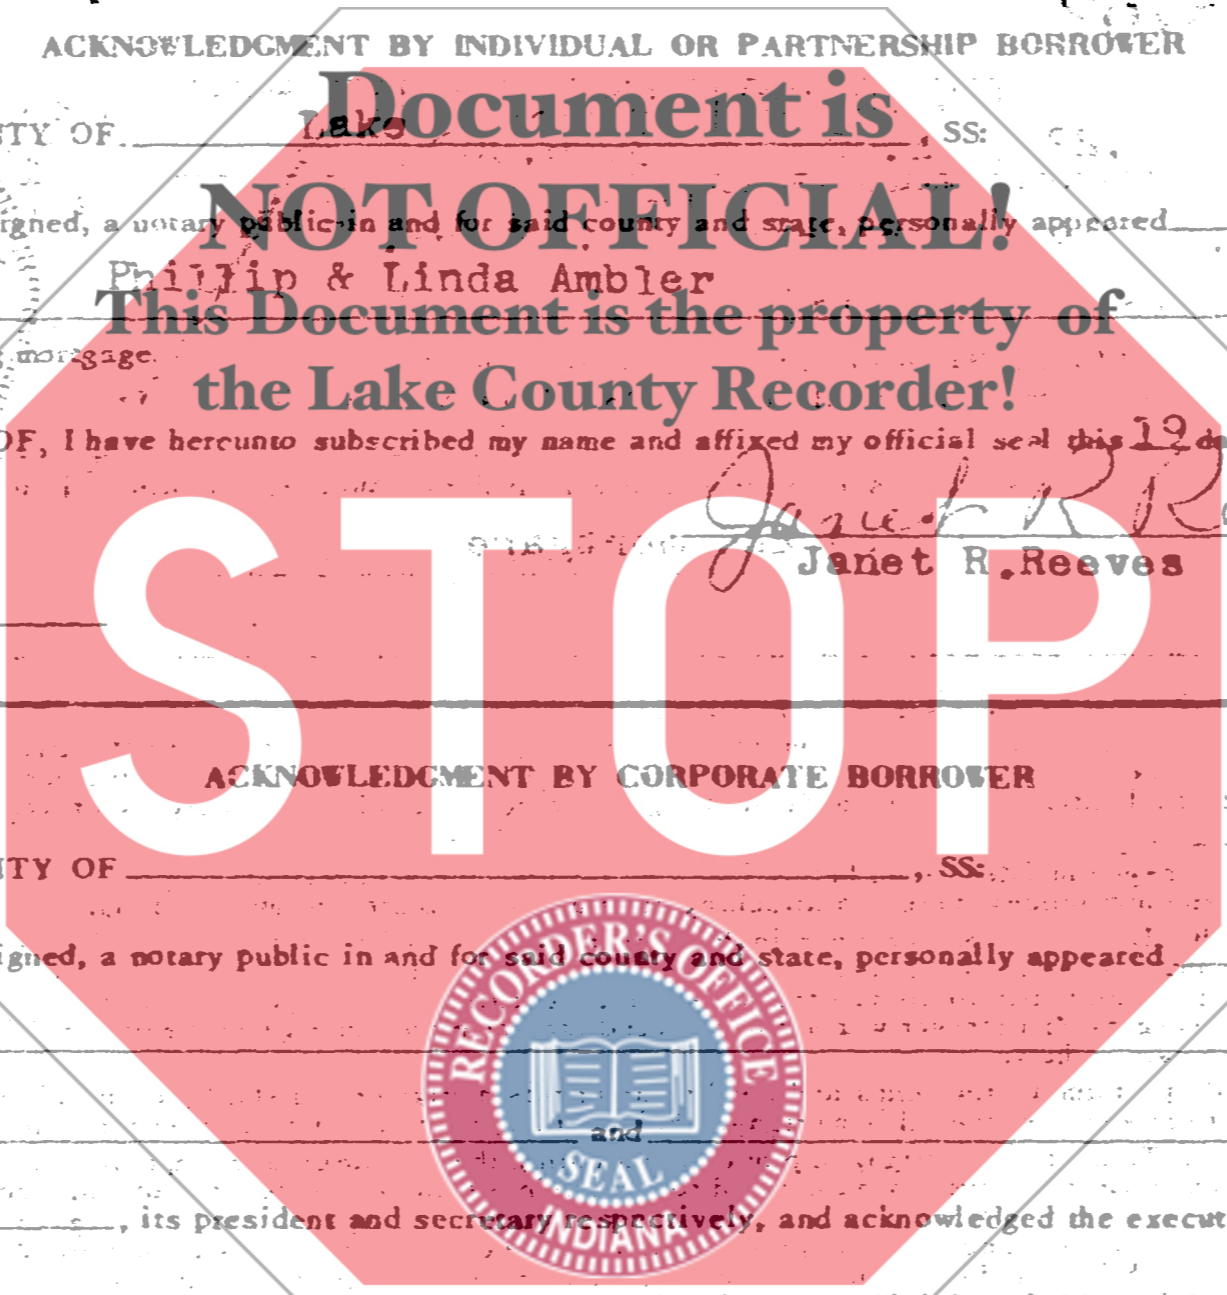 ACKNOWLEDGMENT BY INDIVIDUAL OR PARTNERSHIP BORROWER
Document is
TY OF Lake , SS:
NOT OFFICIAL!
igned, a notary public in and for said county and state, personally appeared
Phillip & Linda Ambler
This Document is the property of
mortgage.
the Lake County Recorder!
OF, I have hereunto subscribed my name and affixed my official seal this 19 da
Janet R R
Janet R.Reeves
STOP
ACKNOWLEDGMENT BY CORPORATE BORROWER
TY OF , SS:
igned, a notary public in and for said county and state, personally appeared
RECORDER'S OFFICE
and
SEAL
INDIANA
, its president and secretary respectively, and acknowledged the execut